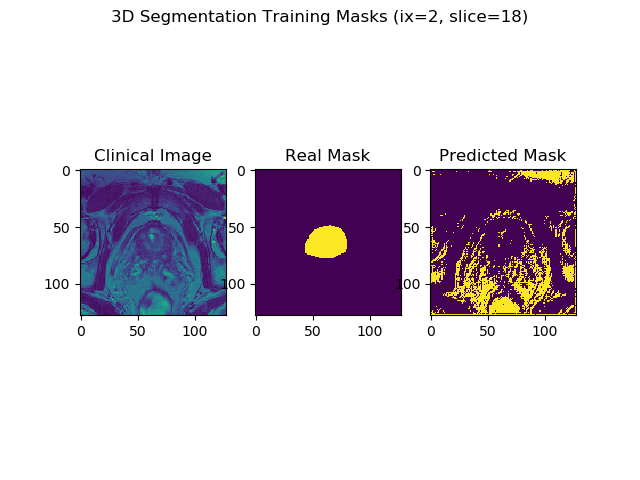 3D Segmentation Training Masks (ix=2, slice=18)
Clinical Image Real Mask Predicted Mask
0 0 0
50 50 50
100 100 100
0 50 100 0 50 100 0 50 100